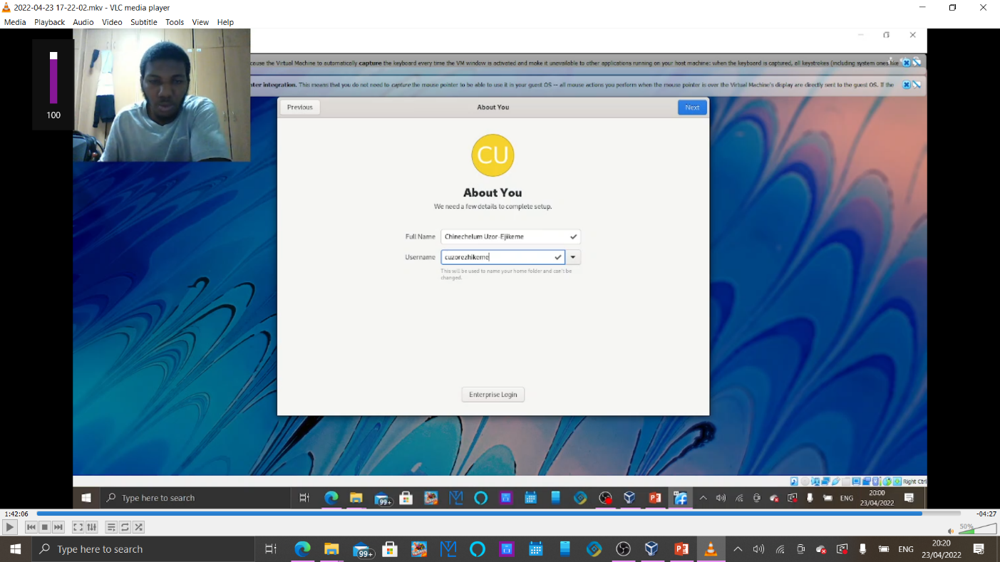 2022-04-23 17-22-02.mkv - VLC media player
Media Playback Audio Video Subtitle Tools View Help
100
cause the Virtual Machine to automatically capture the keyboard every time the VM window is activated and make it unavailable to other applications running on your host machine: when the keyboard is captured, all keystrokes (including system ones like
nter integration. This means that you do not need to capture the mouse pointer to be able to use it in your guest OS -- all mouse actions you perform when the mouse pointer is over the Virtual Machine's display are directly sent to the guest OS. If the
Previous About You Next
CU
About You
We need a few details to complete setup.
Full Name Chinechelum Uzor-Ejikeme
Username cuzorezhikeme
This will be used to name your home folder and can't be
changed.
Enterprise Login
Right Ctrl
Type here to search 99+ ENG 20:00
23/04/2022
1:42:06 -04:27
50%
Type here to search 99+ ENG 20:20
23/04/2022